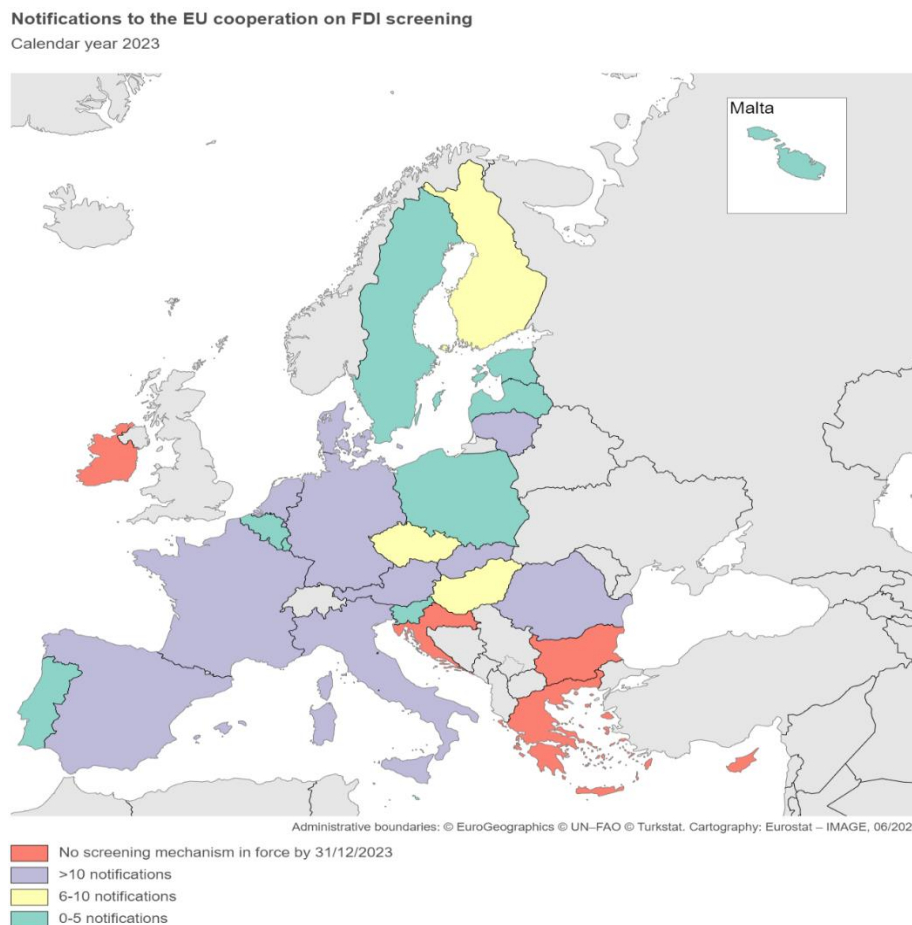 Notifications to the EU cooperation on FDI screening
Calendar year 2023
Malta
Administrative boundaries: © EuroGeographics © UN–FAO © Turkstat. Cartography: Eurostat – IMAGE, 06/202
No screening mechanism in force by 31/12/2023
>10 notifications
6-10 notifications
0-5 notifications